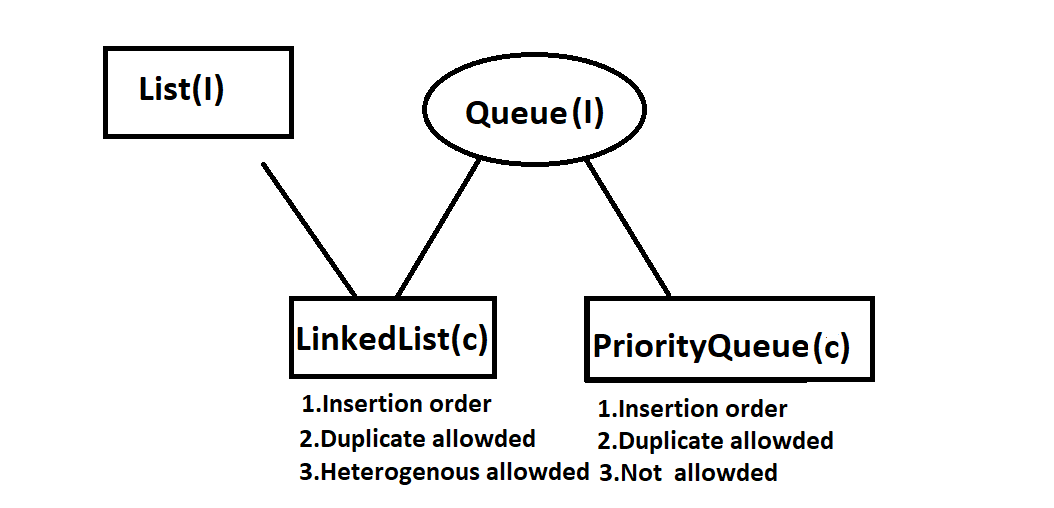 List(I)
Queue(I)
LinkedList(c)
PriorityQueue(c)
1.Insertion order
2.Duplicate allowded
3.Heterogenous allowded
1.Insertion order
2.Duplicate allowded
3.Not allowded